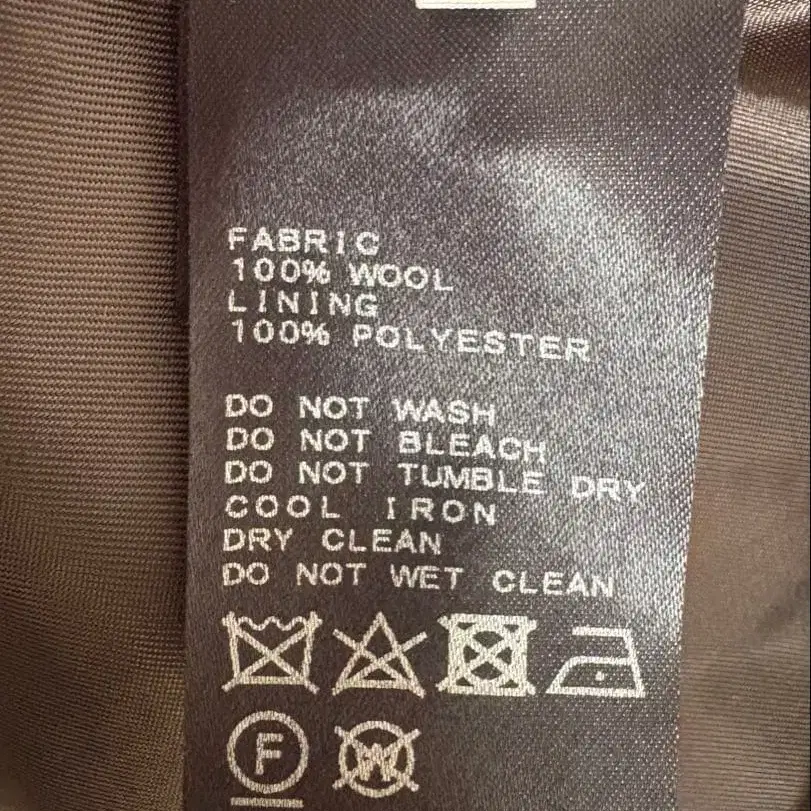 FABRIC
100% WOOL
LINING
100% POLYESTER
DO NOT WASH
DO NOT BLEACH
DO NOT TUMBLE DRY
COOL IRON
DRY CLEAN
DO NOT WET CLEAN
F W